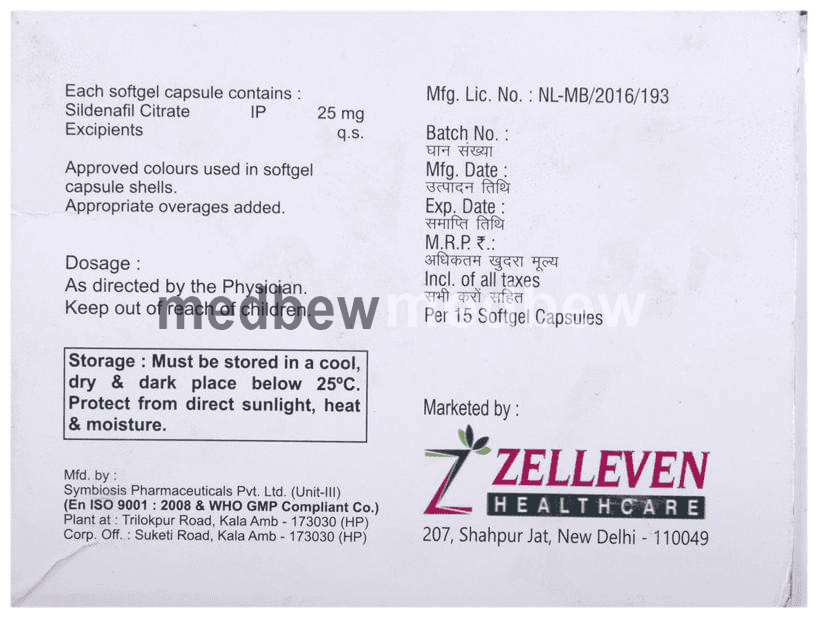 Each softgel capsule contains :
Sildenafil Citrate IP 25 mg
Excipients q.s.
Approved colours used in softgel
capsule shells.
Appropriate overages added.
Dosage :
As directed by the Physician.
Keep out of reach of children.
Storage : Must be stored in a cool,
dry & dark place below 25ºC.
Protect from direct sunlight, heat
& moisture.
Mfd. by :
Symbiosis Pharmaceuticals Pvt. Ltd. (Unit-III)
(En ISO 9001 : 2008 & WHO GMP Compliant Co.)
Plant at : Trilokpur Road, Kala Amb - 173030 (HP)
Corp. Off. : Suketi Road, Kala Amb - 173030 (HP)
Mfg. Lic. No. : NL-MB/2016/193
Batch No. :
घान संख्या
Mfg. Date :
उत्पादन तिथि
Exp. Date :
समाप्ति तिथि
M.R.P. ₹.:
अधिकतम खुदरा मूल्य
Incl. of all taxes
सभी करों सहित
Per 15 Softgel Capsules
Marketed by :
ZELLEVEN
HEALTHCARE
207, Shahpur Jat, New Delhi - 110049
medbew medbew